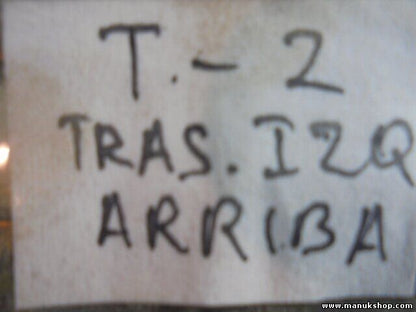 T.- 2
TRAS. IZQ
ARRIBA
www.manukshop.com